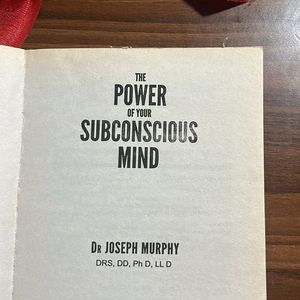 THE
POWER
OF YOUR
SUBCONSCIOUS
MIND
DR JOSEPH MURPHY
DRS, DD, Ph D, LL D